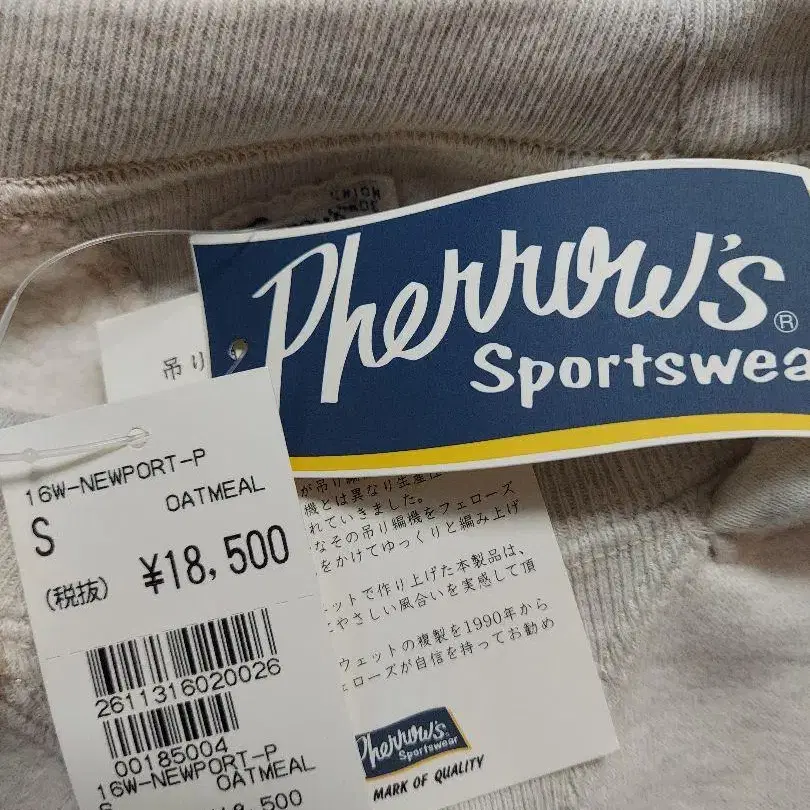 UNION
Pherrow's®
Sportswea
吊り
16W-NEWPORT-P
OATMEAL
S
(税抜) ¥18,500
2611316020026
00185004
16W-NEWPORT-P
OATMEAL
S
¥18,500
が吊り編
機とは異なり生産性
れていきました。
なその吊り編機をフェローズ
をかけてゆっくりと編み上げ
ットで作り上げた本製品は、
やさしい風合いを実感して頂
ウェットの複製を1990年から
ェローズが自信を持ってお勧め
Pherrow's
Sportswear
MARK OF QUALITY